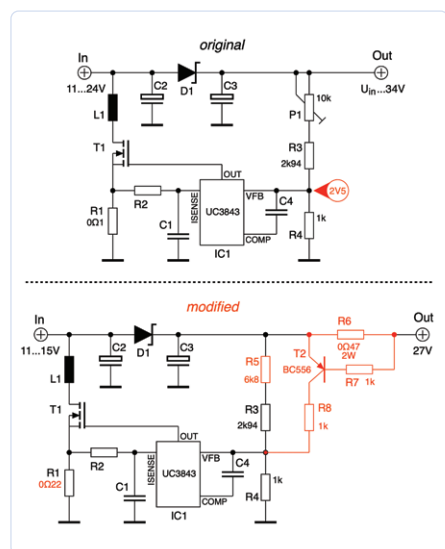 original
In
Out
C2
D1
C3
11...24V
10k
Uin...34V
P1
L1
R3
T1
2k94
OUT
ISENSE
VFB
2V5
R2
UC3843
C4
R1
0Ω1
1k
C1
COMP
R4
IC1
modified
In
Out
R6
C2
D1
C3
11...15V
0Ω47
2W
27V
T2
R5
BC556
L1
6k8
R7
1k
T1
R3
R8
2k94
1k
OUT
ISENSE
VFB
R2
UC3843
C4
R1
0Ω22
1k
C1
COMP
R4
IC1